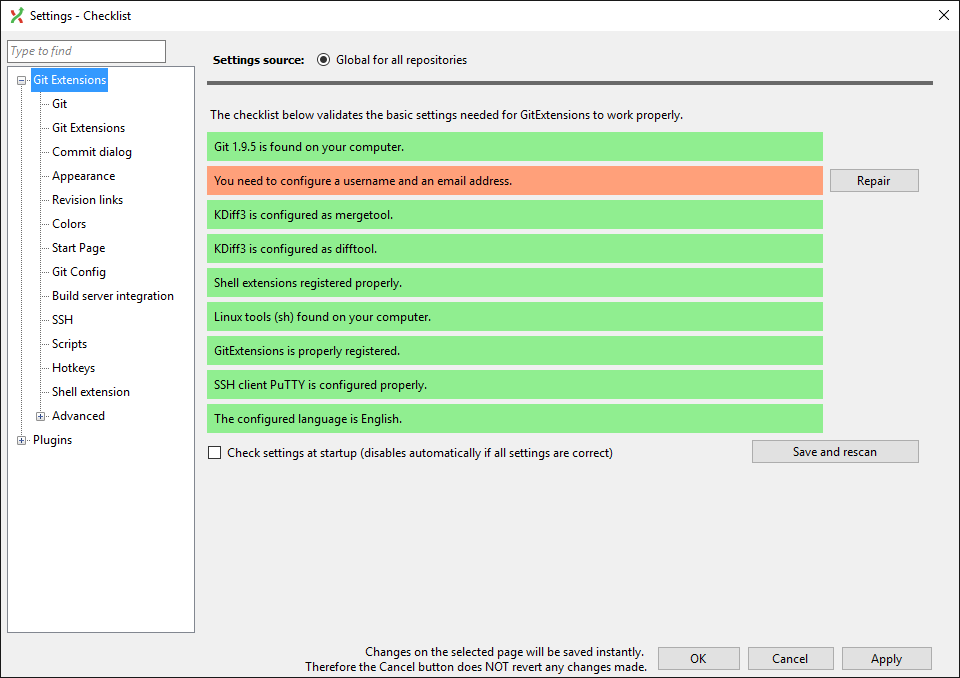 Settings - Checklist
Type to find
Git Extensions
Git
Git Extensions
Commit dialog
Appearance
Revision links
Colors
Start Page
Git Config
Build server integration
SSH
Scripts
Hotkeys
Shell extension
Advanced
Plugins
Settings source: Global for all repositories
The checklist below validates the basic settings needed for GitExtensions to work properly.
Git 1.9.5 is found on your computer.
You need to configure a username and an email address. Repair
KDiff3 is configured as mergetool.
KDiff3 is configured as difftool.
Shell extensions registered properly.
Linux tools (sh) found on your computer.
GitExtensions is properly registered.
SSH client PuTTY is configured properly.
The configured language is English.
Check settings at startup (disables automatically if all settings are correct) Save and rescan
Changes on the selected page will be saved instantly.
Therefore the Cancel button does NOT revert any changes made.
OK Cancel Apply